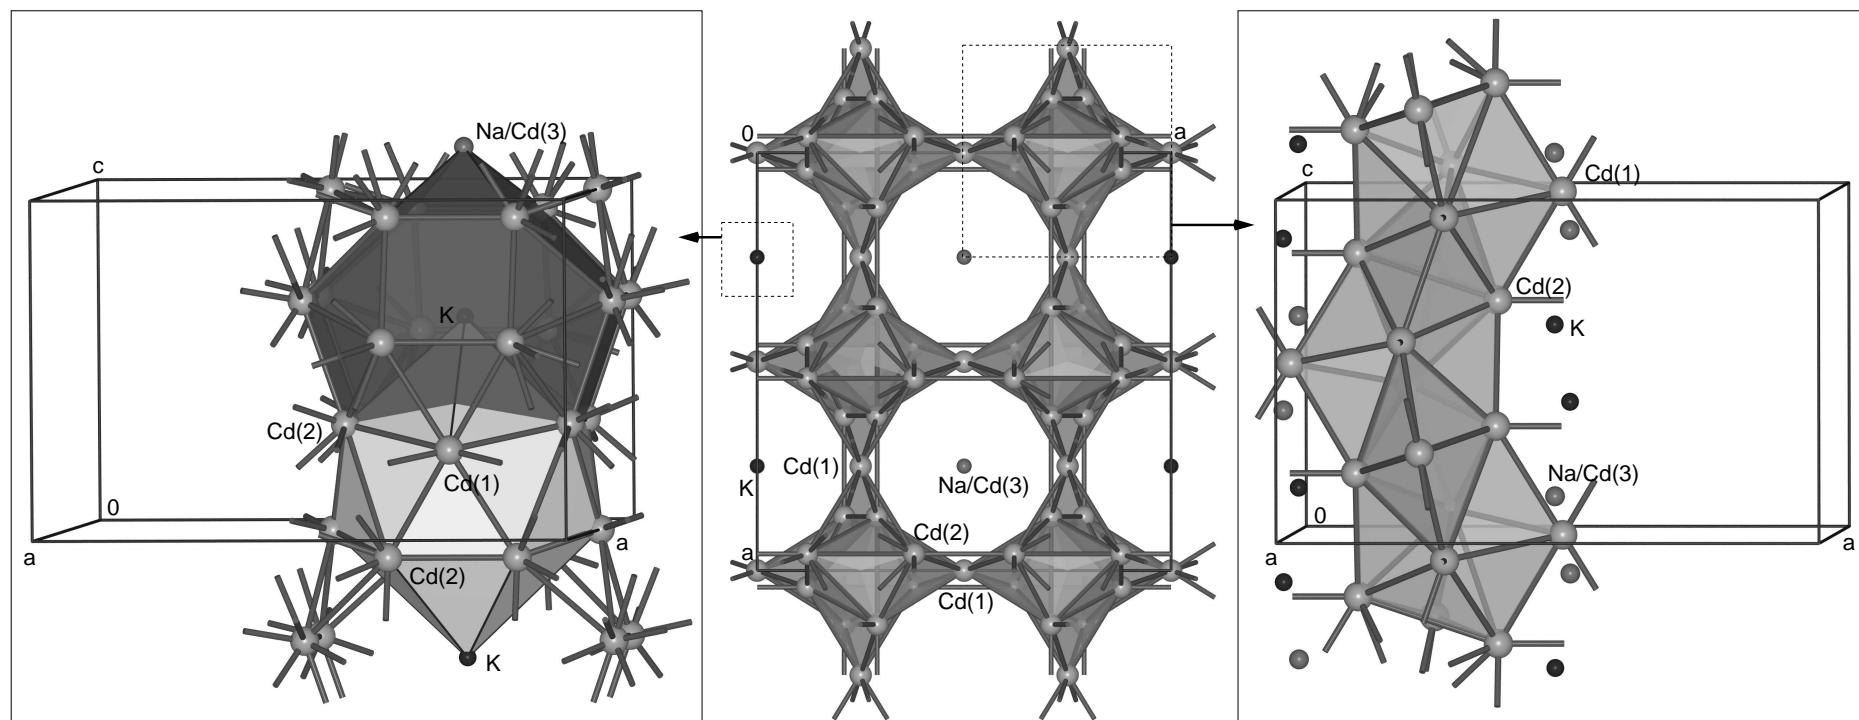 Na/Cd(3)
c
K
Cd(2)
Cd(1)
0
a
a
Cd(2)
K
0
a
Cd(1)
Na/Cd(3)
K
Cd(2)
a
Cd(1)
c
Cd(1)
Cd(2)
K
Na/Cd(3)
0
a
a